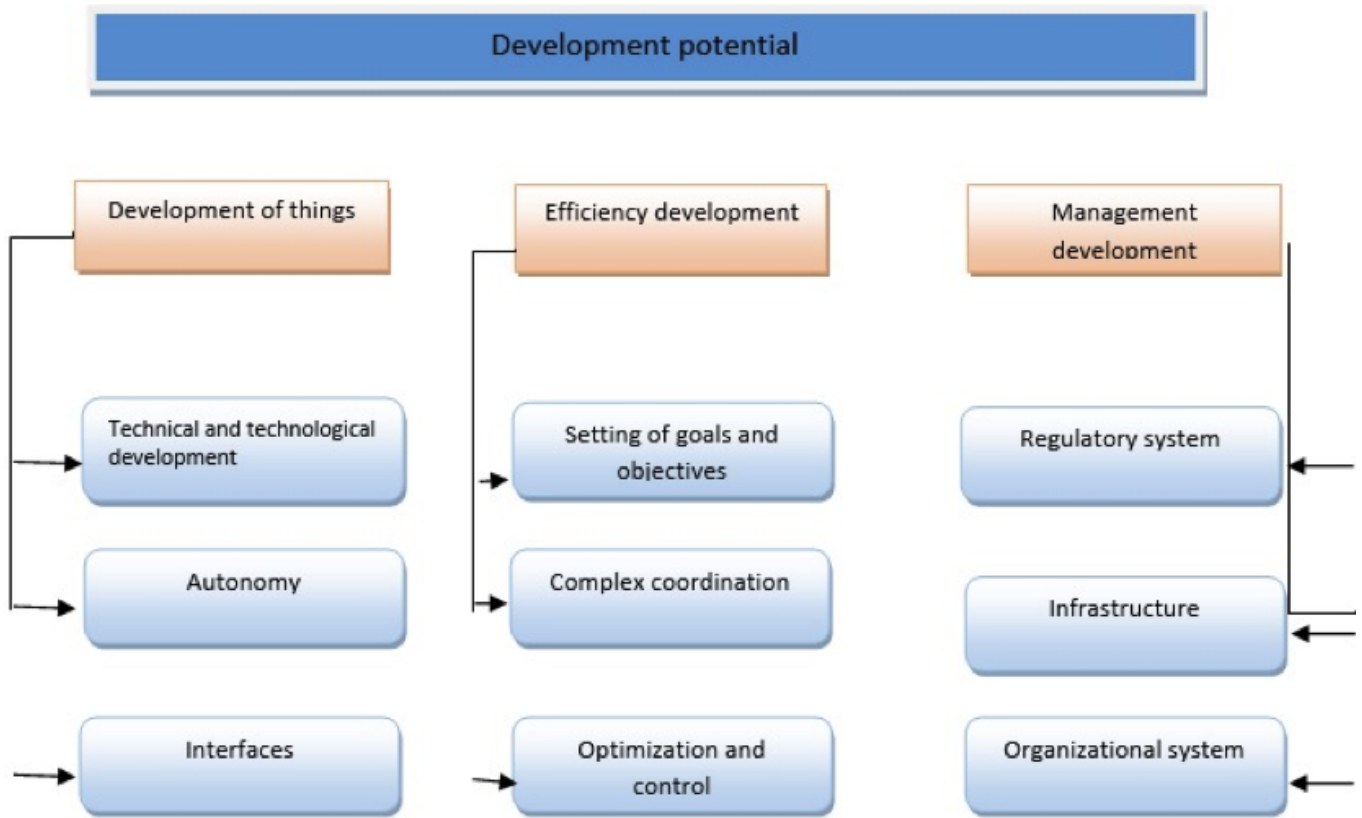 Development potential
Development of things
Efficiency development
Management
development
Technical and technological
development
Setting of goals and
objectives
Regulatory system
Autonomy
Complex coordination
Infrastructure
Interfaces
Optimization and
control
Organizational system